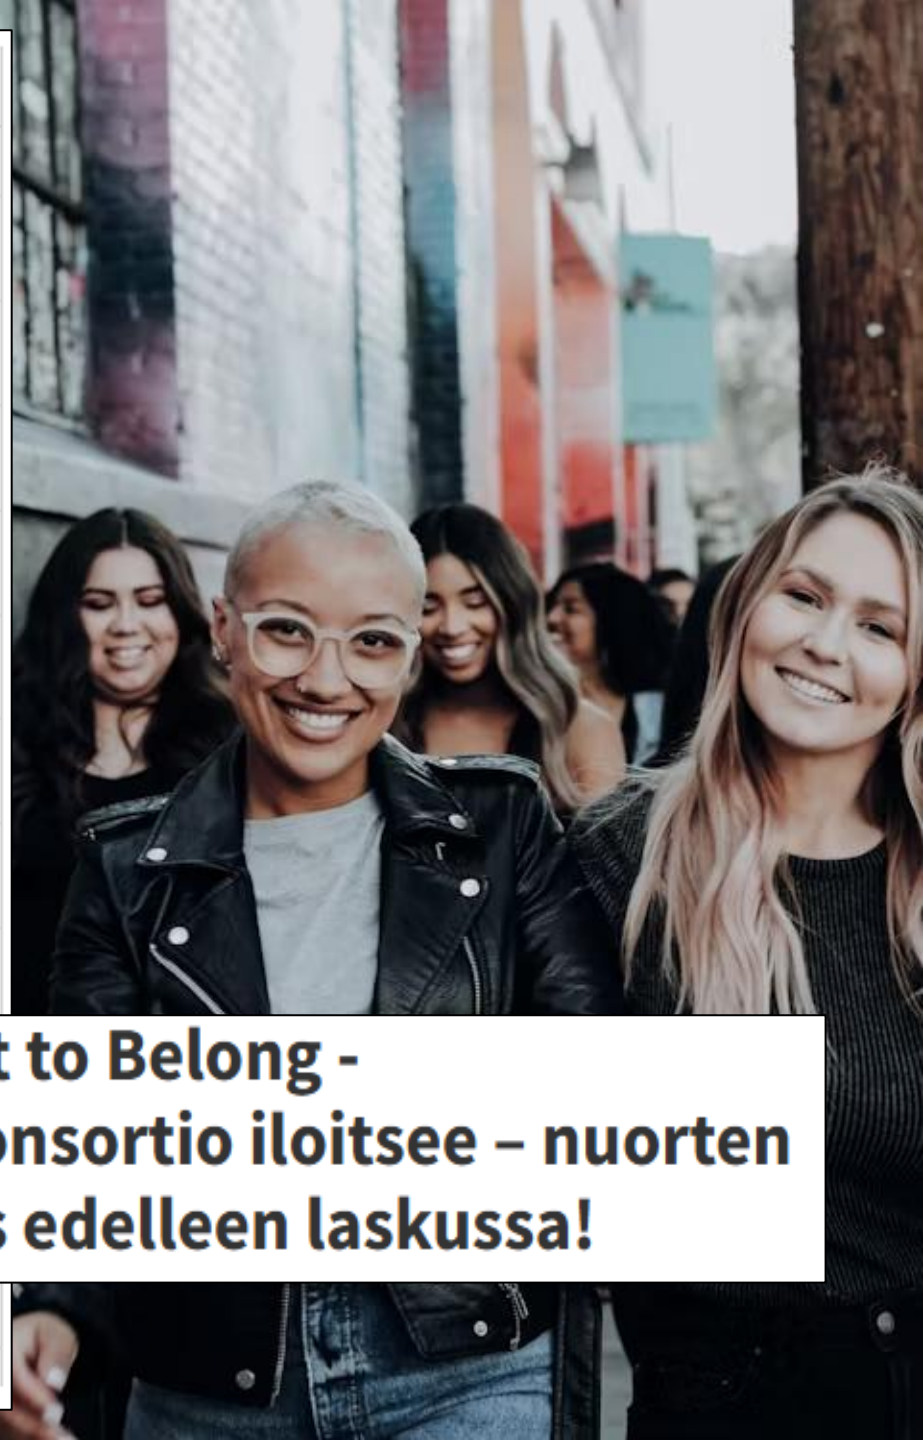 t to Belong -
onsortio iloitsee – nuorten
s edelleen laskussa!